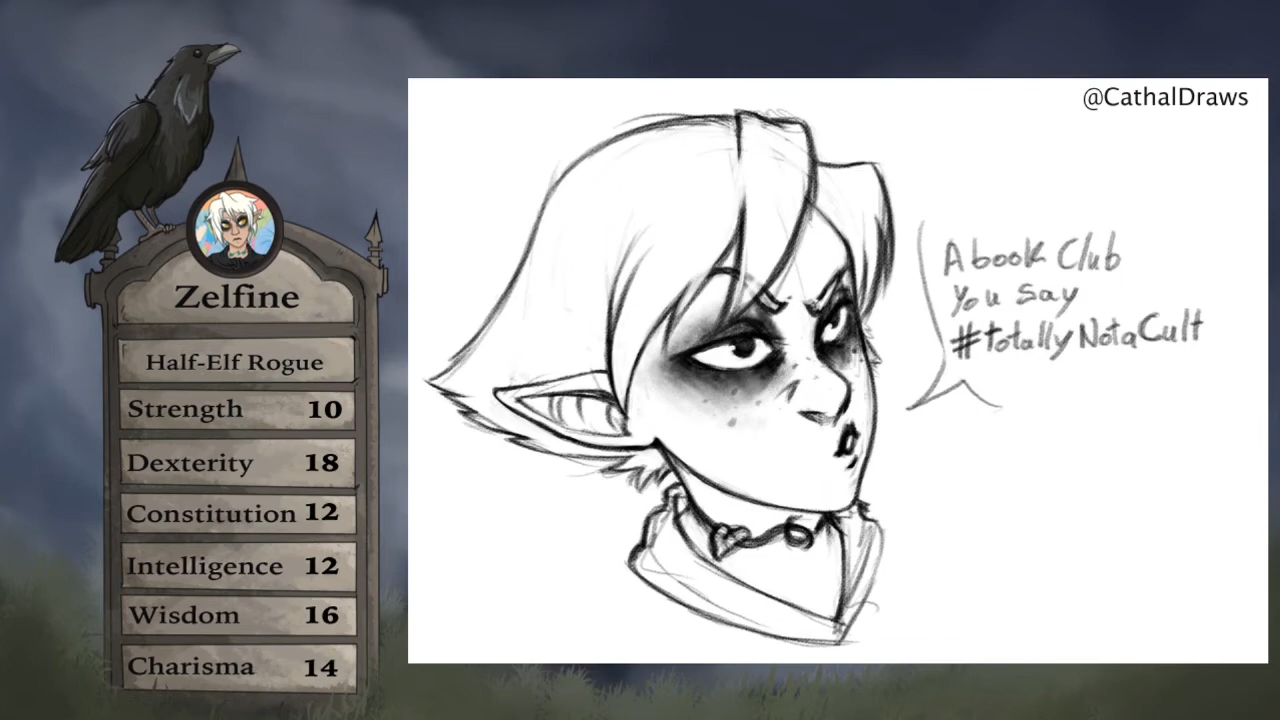 Zelfine
Half-Elf Rogue
Strength 10
Dexterity 18
Constitution 12
Intelligence 12
Wisdom 16
Charisma 14
@CathalDraws
A book Club
You Say
#totallyNotaCult